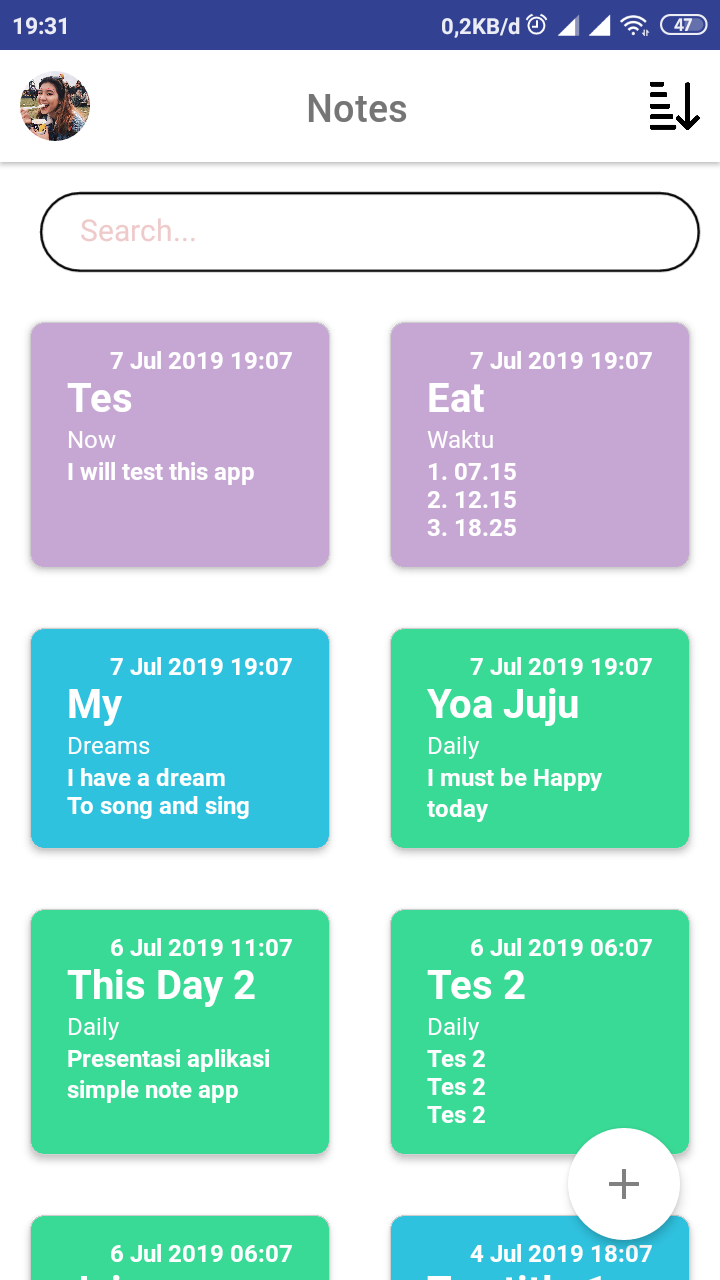 19:31
0,2KB/d
47
Notes
Search...
7 Jul 2019 19:07
Tes
Now
I will test this app
7 Jul 2019 19:07
Eat
Waktu
1. 07.15
2. 12.15
3. 18.25
7 Jul 2019 19:07
My
Dreams
I have a dream
To song and sing
7 Jul 2019 19:07
Yoa Juju
Daily
I must be Happy
today
6 Jul 2019 11:07
This Day 2
Daily
Presentasi aplikasi
simple note app
6 Jul 2019 06:07
Tes 2
Daily
Tes 2
Tes 2
Tes 2
6 Jul 2019 06:07
4 Jul 2019 18:07